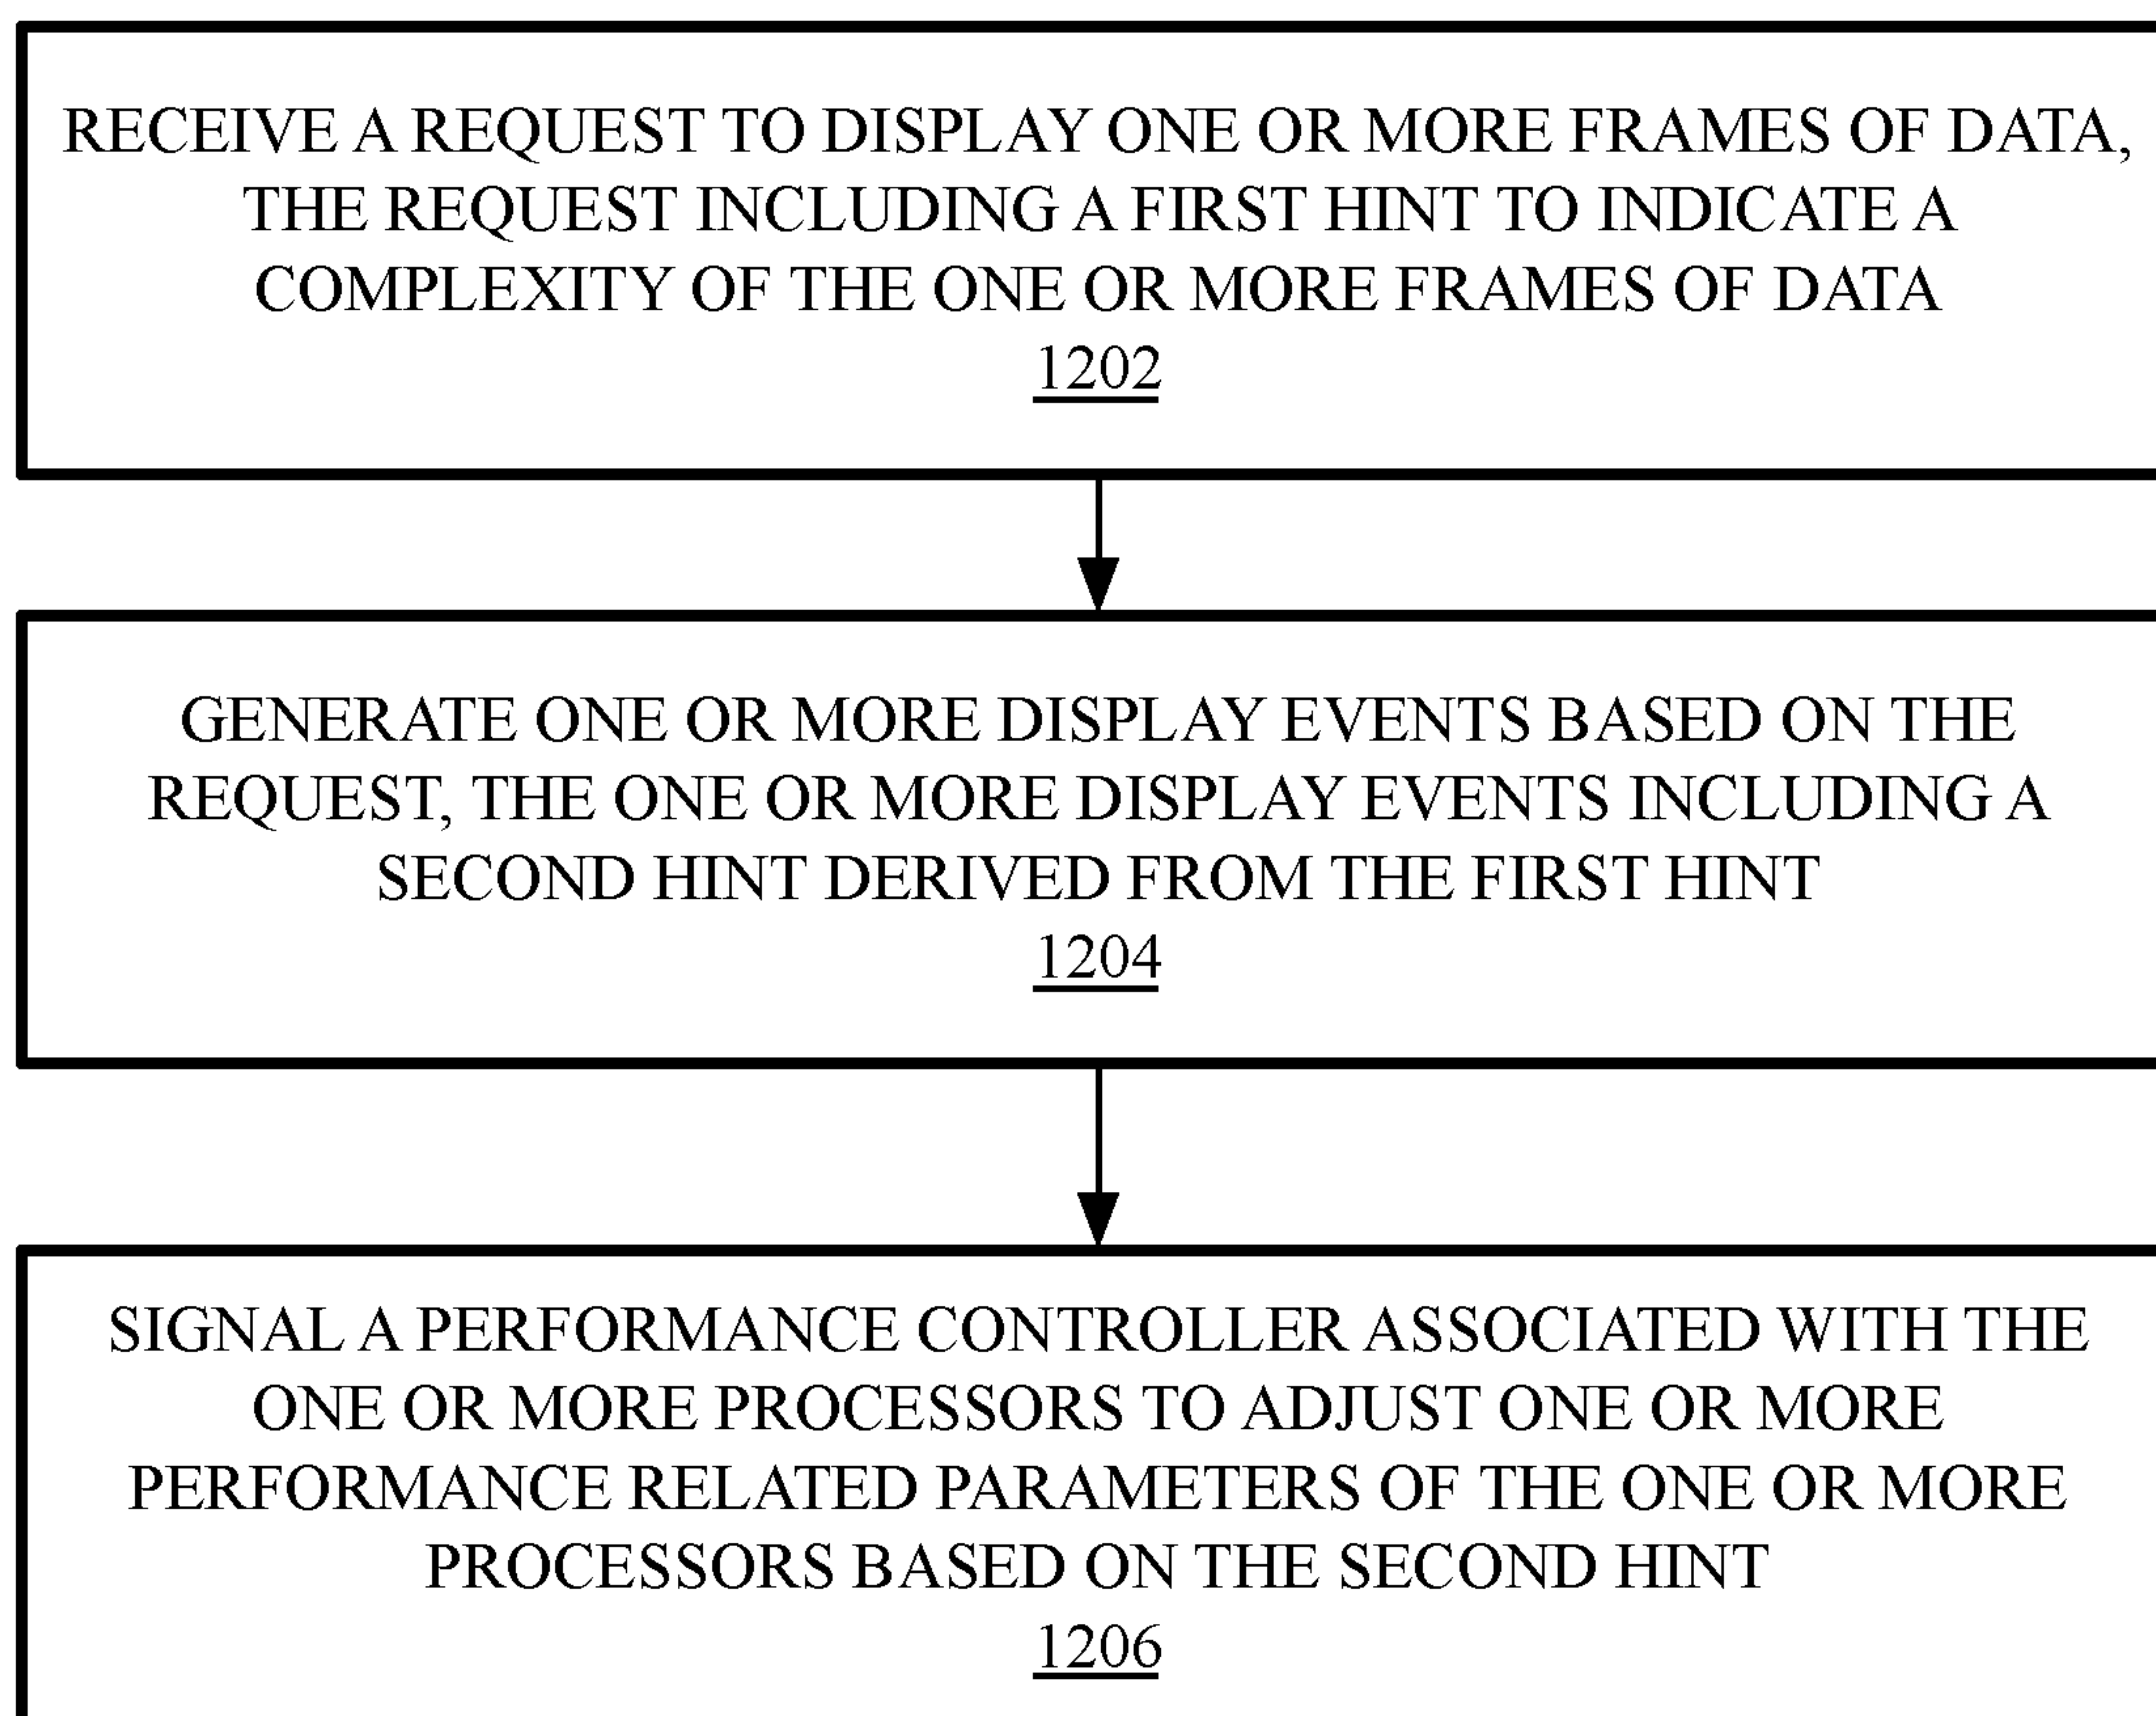 RECEIVE A REQUEST TO DISPLAY ONE OR MORE FRAMES OF DATA,
THE REQUEST INCLUDING A FIRST HINT TO INDICATE A
COMPLEXITY OF THE ONE OR MORE FRAMES OF DATA
1202
GENERATE ONE OR MORE DISPLAY EVENTS BASED ON THE
REQUEST, THE ONE OR MORE DISPLAY EVENTS INCLUDING A
SECOND HINT DERIVED FROM THE FIRST HINT
1204
SIGNAL A PERFORMANCE CONTROLLER ASSOCIATED WITH THE
ONE OR MORE PROCESSORS TO ADJUST ONE OR MORE
PERFORMANCE RELATED PARAMETERS OF THE ONE OR MORE
PROCESSORS BASED ON THE SECOND HINT
1206